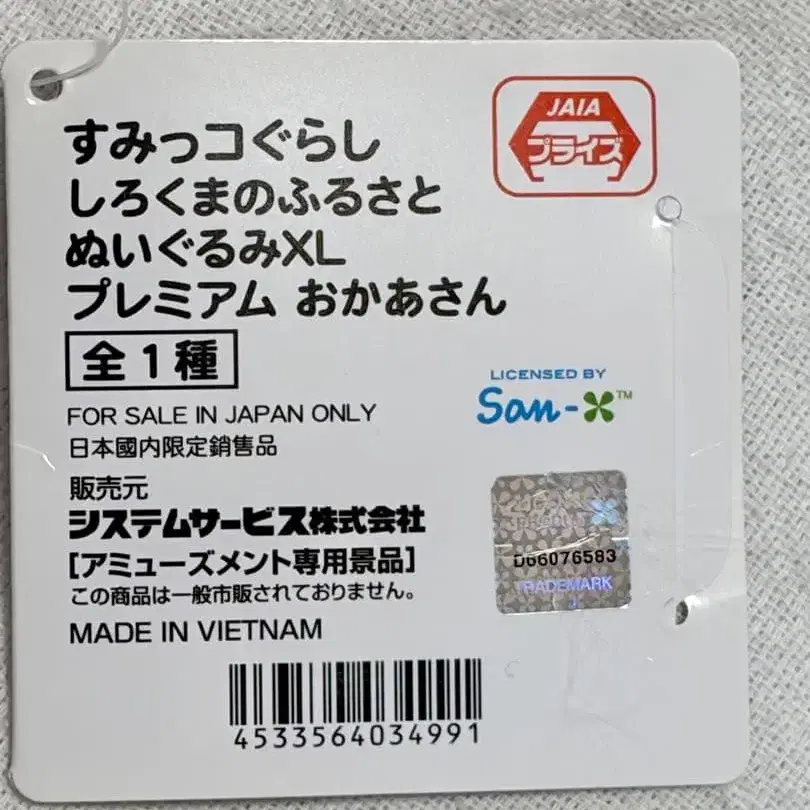 すみっコぐらし
しろくまのふるさと
ぬいぐるみXL
プレミアム おかあさん
全1種
JAIA
プライズ
LICENSED BY
San-X™
FOR SALE IN JAPAN ONLY
日本國内限定銷售品
販売元
システムサービス株式会社
[アミューズメント専用景品]
この商品は一般市販されておりません。
MADE IN VIETNAM
D66076583
TRADEMARK
4533564034991